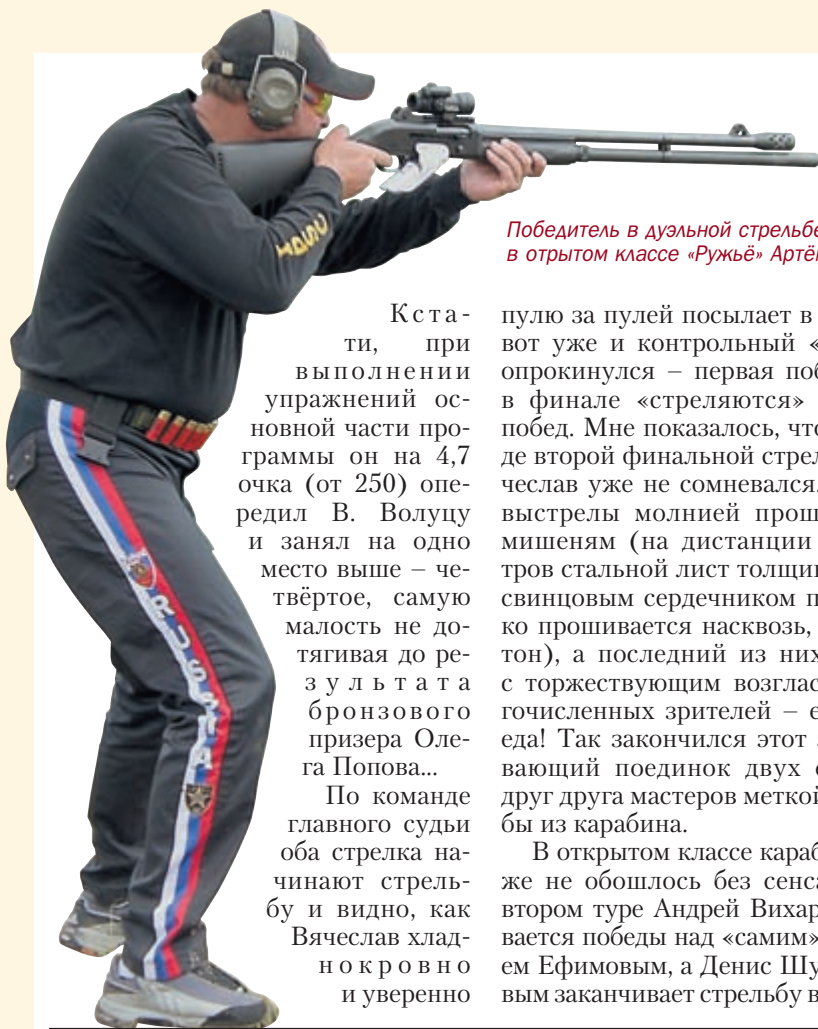 Победитель в дуэльной стрельбе
в отрытом классе «Ружьё» Артё
Кста-
ти, при
выполнении
упражнений ос-
новной части про-
граммы он на 4,7
очка (от 250) опе-
редил В. Волуцу
и занял на одно
место выше – че-
твёртое, самую
малость не до-
тягивая до ре-
зультата
бронзового
призера Оле-
га Попова...
По команде
главного судьи
оба стрелка на-
чинают стрель-
бу и видно, как
Вячеслав хлад-
нокровно
и уверенно
пулю за пулей посылает в
вот уже и контрольный «
опрокинулся – первая поб
в финале «стреляются»
побед. Мне показалось, что
де второй финальной стрел
чеслав уже не сомневался.
выстрелы молнией прош
мишеням (на дистанции
тров стальной лист толщин
свинцовым сердечником п
ко прошивается насквозь,
тон), а последний из них
с торжествующим возглас
гочисленных зрителей – е
еда! Так закончился этот з
вающий поединок двух с
друг друга мастеров меткой
бы из карабина.
В открытом классе караб
же не обошлось без сенса
втором туре Андрей Вихар
вается победы над «самим»
ем Ефимовым, а Денис Шу
вым заканчивает стрельбу в
IPSC
RUSSIA